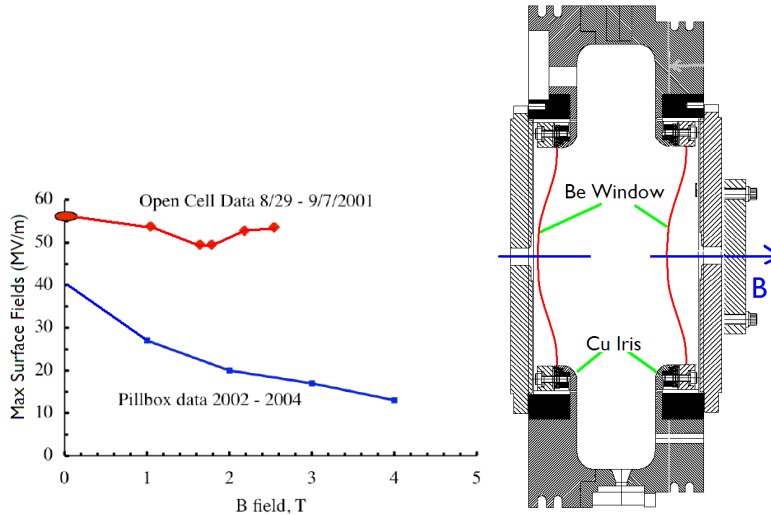 Max Surface Fields (MV/m)
60
50
40
30
20
10
0
Open Cell Data 8/29 - 9/7/2001
Pillbox data 2002 - 2004
0
1
2
3
4
5
B field, T
Be Window
B
Cu Iris